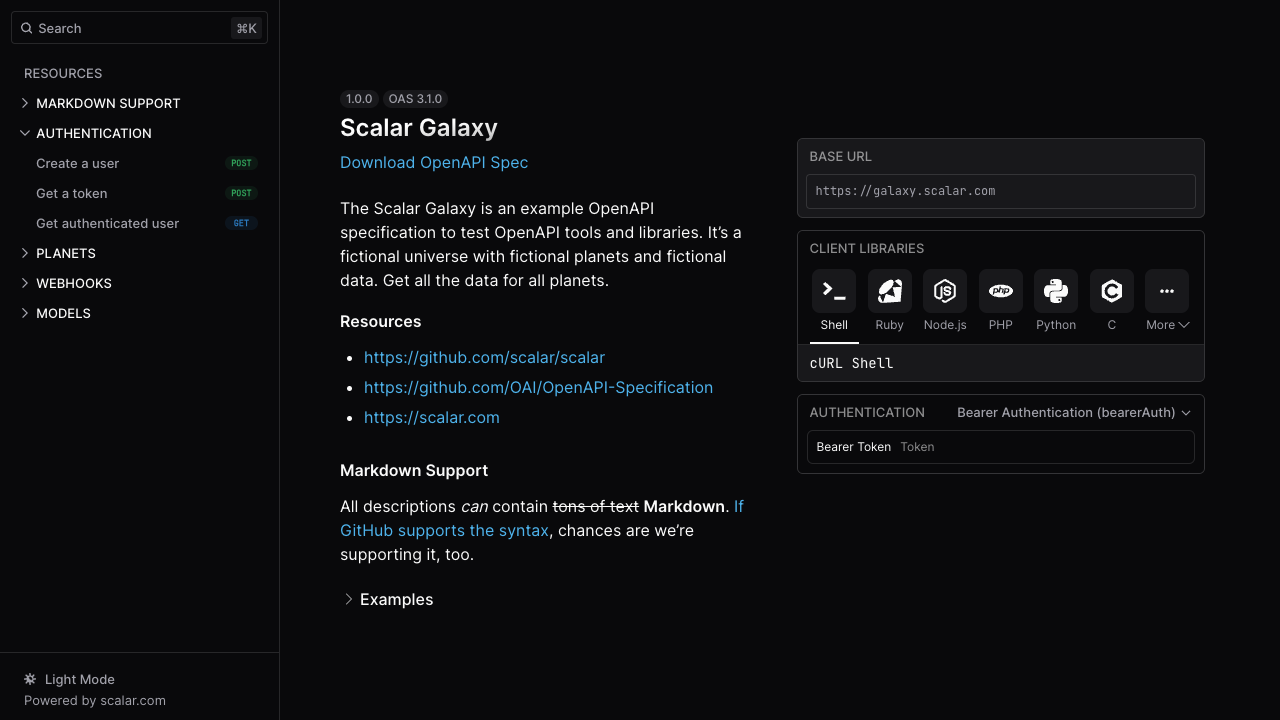 Search ⌘K
RESOURCES
MARKDOWN SUPPORT
AUTHENTICATION
Create a user POST
Get a token POST
Get authenticated user GET
PLANETS
WEBHOOKS
MODELS
Light Mode
Powered by scalar.com
1.0.0 OAS 3.1.0
Scalar Galaxy
Download OpenAPI Spec
The Scalar Galaxy is an example OpenAPI
specification to test OpenAPI tools and libraries. It’s a
fictional universe with fictional planets and fictional
data. Get all the data for all planets.
Resources
https://github.com/scalar/scalar
https://github.com/OAI/OpenAPI-Specification
https://scalar.com
Markdown Support
All descriptions can contain tons of text Markdown. If
GitHub supports the syntax, chances are we’re
supporting it, too.
Examples
BASE URL
https://galaxy.scalar.com
CLIENT LIBRARIES
JS php C
Shell Ruby Node.js PHP Python C More
cURL Shell
AUTHENTICATION Bearer Authentication (bearerAuth)
Bearer Token Token